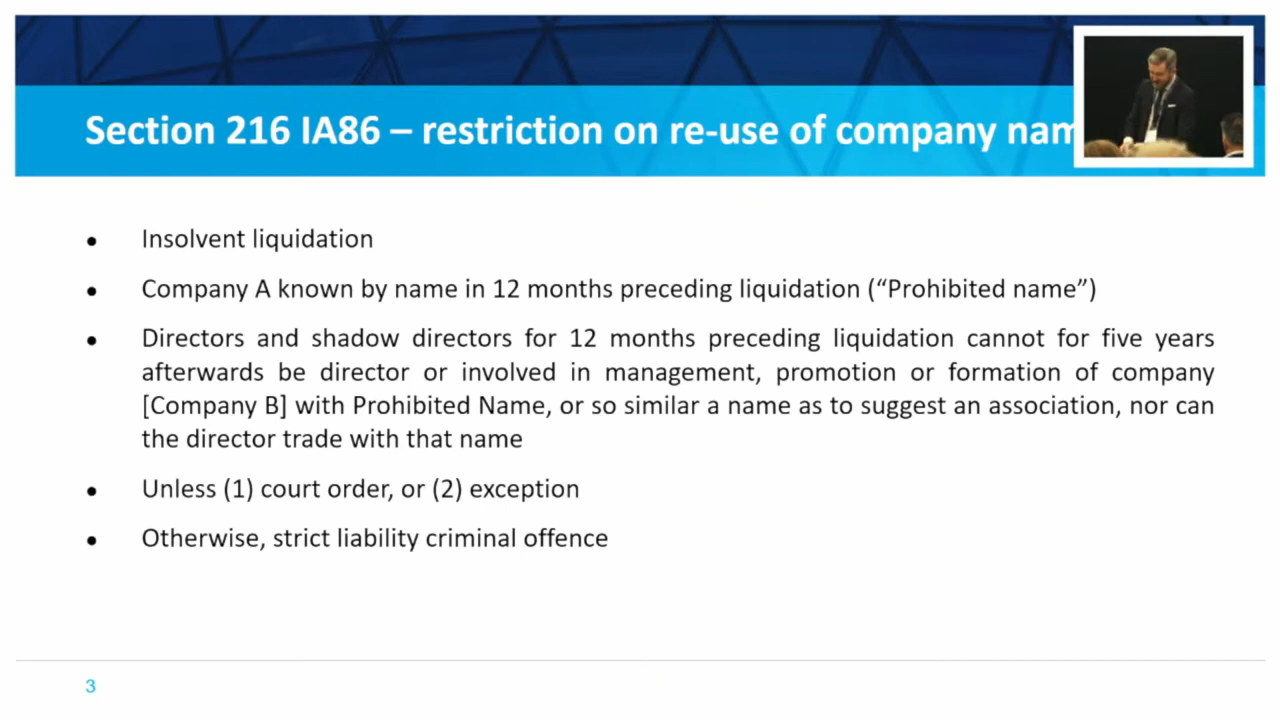 Section 216 IA86 – restriction on re-use of company nam
● Insolvent liquidation
● Company A known by name in 12 months preceding liquidation (“Prohibited name”)
● Directors and shadow directors for 12 months preceding liquidation cannot for five years
afterwards be director or involved in management, promotion or formation of company
[Company B] with Prohibited Name, or so similar a name as to suggest an association, nor can
the director trade with that name
● Unless (1) court order, or (2) exception
● Otherwise, strict liability criminal offence
3